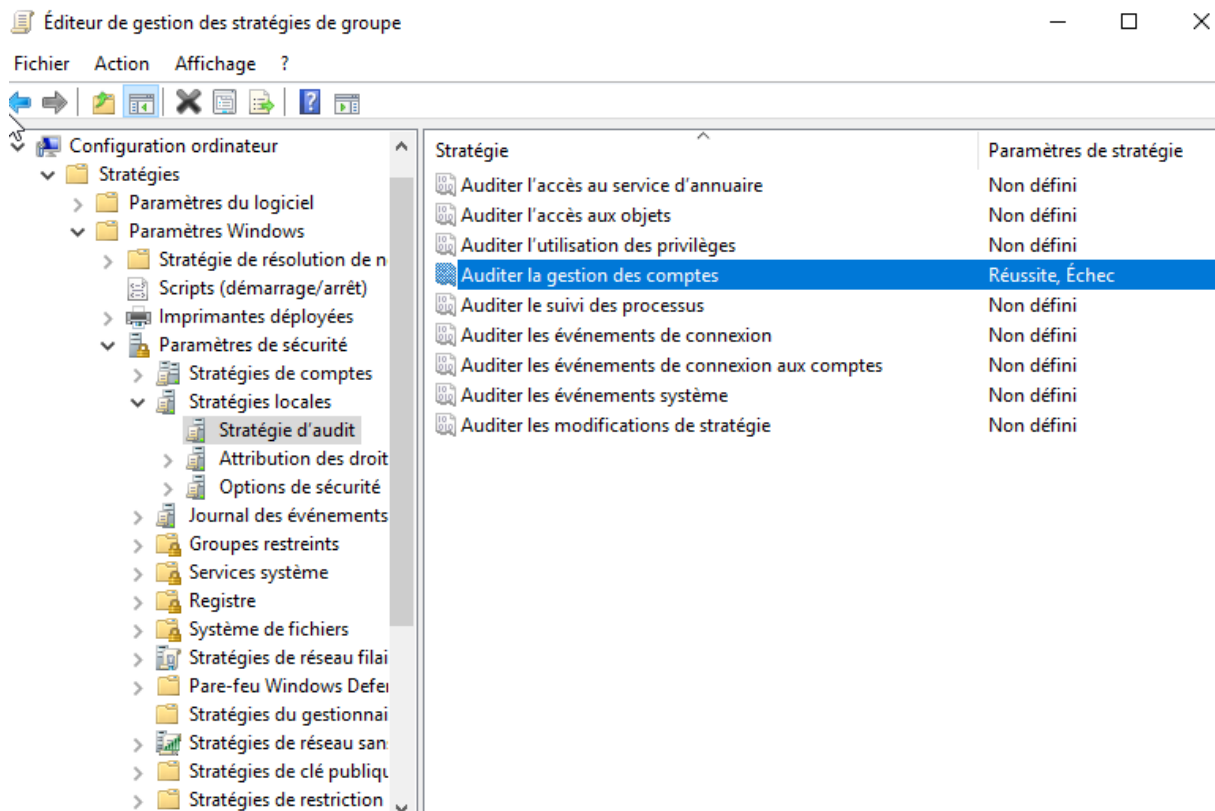 Éditeur de gestion des stratégies de groupe
Fichier Action Affichage ?
Configuration ordinateur
Stratégies
Paramètres du logiciel
Paramètres Windows
Stratégie de résolution de n
Scripts (démarrage/arrêt)
Imprimantes déployées
Paramètres de sécurité
Stratégies de comptes
Stratégies locales
Stratégie d'audit
Attribution des droit
Options de sécurité
Journal des événements
Groupes restreints
Services système
Registre
Système de fichiers
Stratégies de réseau filai
Pare-feu Windows Defe
Stratégies du gestionnai
Stratégies de réseau san
Stratégies de clé publiqu
Stratégies de restriction
Stratégie Paramètres de stratégie
Auditer l'accès au service d'annuaire Non défini
Auditer l'accès aux objets Non défini
Auditer l'utilisation des privilèges Non défini
Auditer la gestion des comptes Réussite, Échec
Auditer le suivi des processus Non défini
Auditer les événements de connexion Non défini
Auditer les événements de connexion aux comptes Non défini
Auditer les événements système Non défini
Auditer les modifications de stratégie Non défini